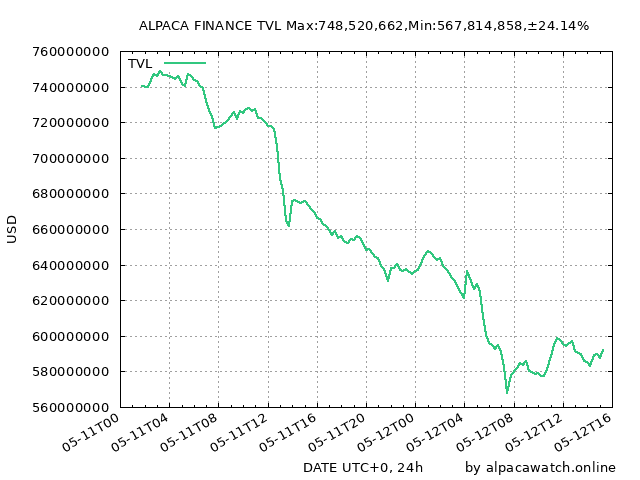 ALPACA FINANCE TVL Max:748,520,662,Min:567,814,858,±24.14%
TVL
760000000
740000000
720000000
700000000
680000000
660000000
640000000
620000000
600000000
580000000
560000000
USD
05-11T00
05-11T04
05-11T08
05-11T12
05-11T16
05-11T20
05-12T00
05-12T04
05-12T08
05-12T12
05-12T16
DATE UTC+0, 24h
by alpacawatch.online